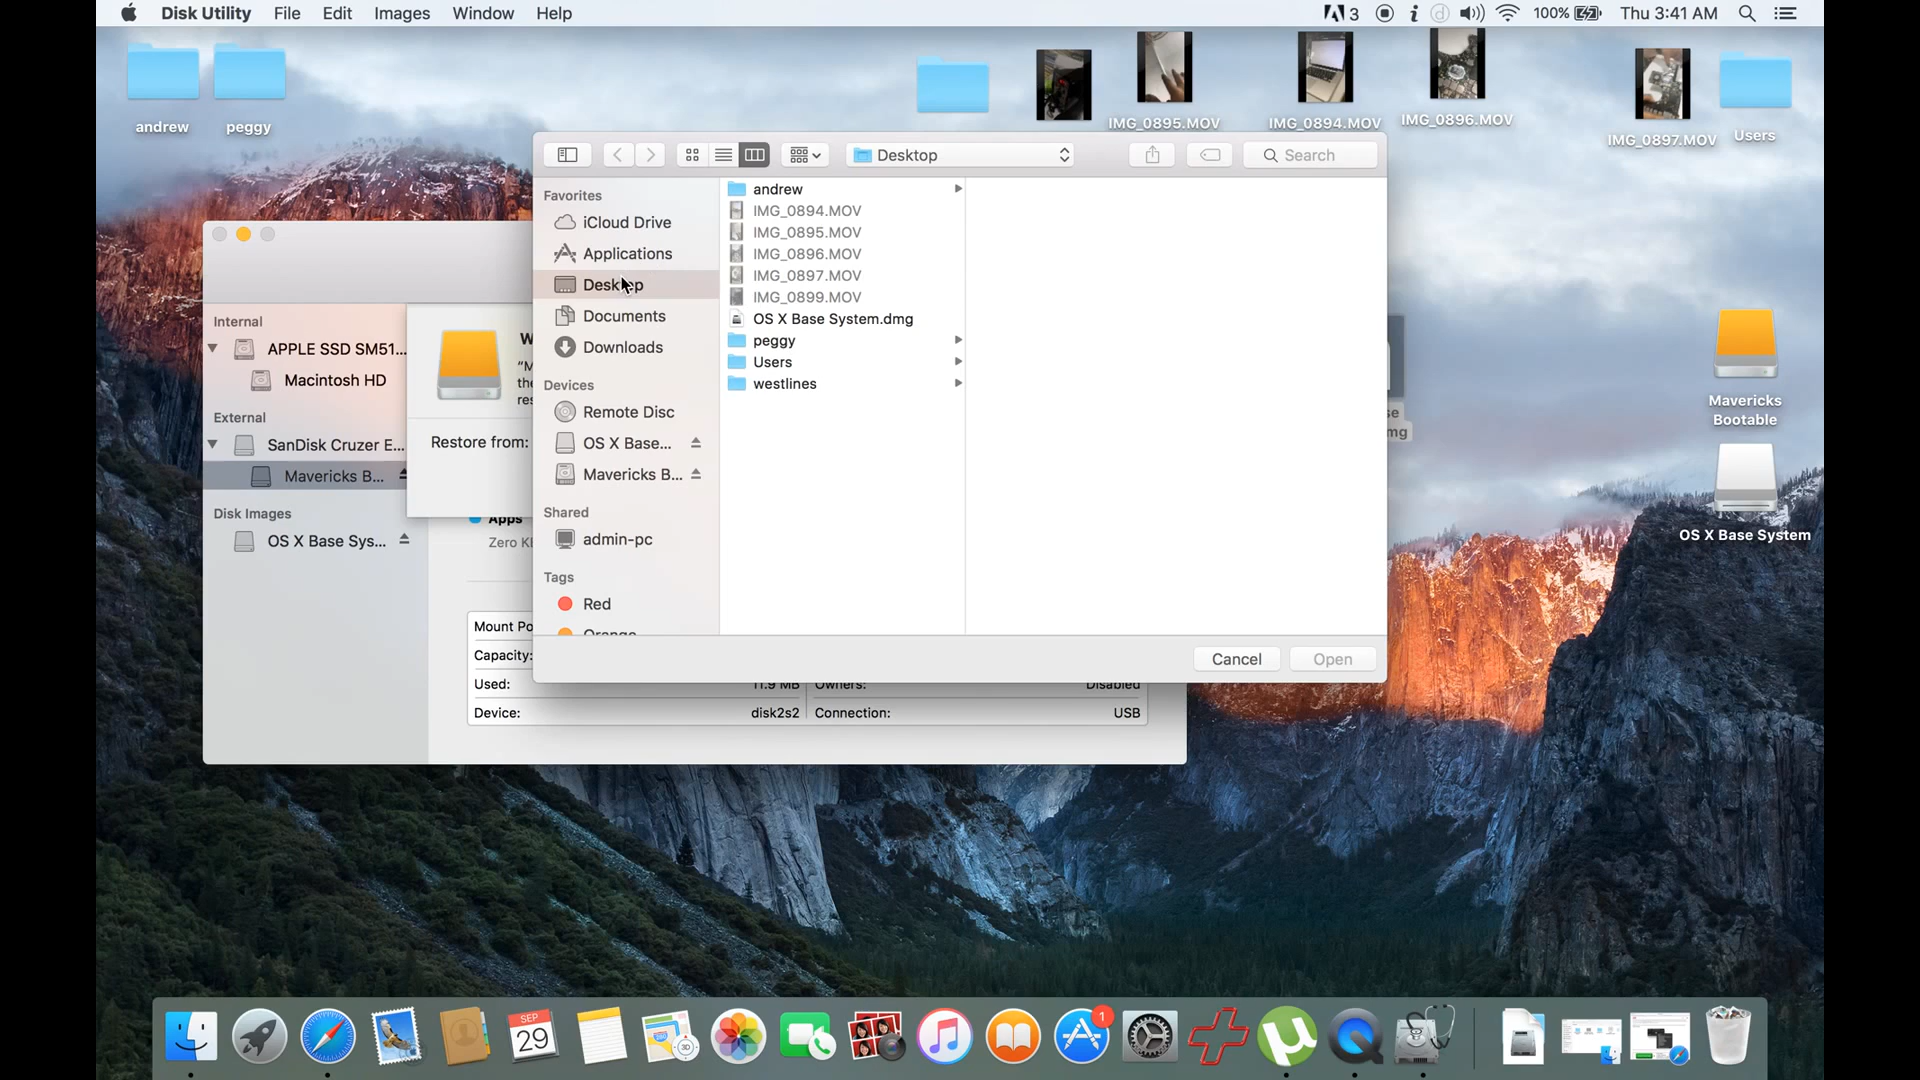 Disk Utility File Edit Images Window Help
3 100% Thu 3:41 AM
andrew
peggy
IMG_0895.MOV
IMG_0894.MOV
IMG_0896.MOV
IMG_0897.MOV
Users
Desktop
Search
Favorites
iCloud Drive
Applications
Desktop
Documents
Downloads
Devices
Remote Disc
OS X Base...
Mavericks B...
Shared
admin-pc
Tags
Red
Orange
andrew
IMG_0894.MOV
IMG_0895.MOV
IMG_0896.MOV
IMG_0897.MOV
IMG_0899.MOV
OS X Base System.dmg
peggy
Users
westlines
Cancel
Open
Internal
APPLE SSD SM51...
Macintosh HD
External
SanDisk Cruzer E...
Mavericks B...
Disk Images
OS X Base Sys...
Restore from:
Apps
Mount Po
Capacity:
Used: 11.9 MB Owners: Disabled
Device: disk2s2 Connection: USB
Mavericks
Bootable
OS X Base System
SEP
29
1